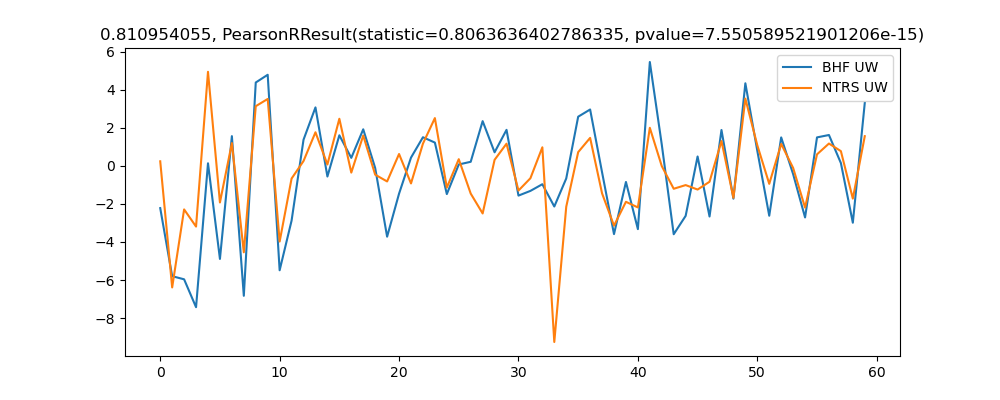 0.810954055, PearsonRResult(statistic=0.8063636402786335, pvalue=7.550589521901206e-15)
BHF UW
NTRS UW
6
4
2
0
−2
−4
−6
−8
0 10 20 30 40 50 60